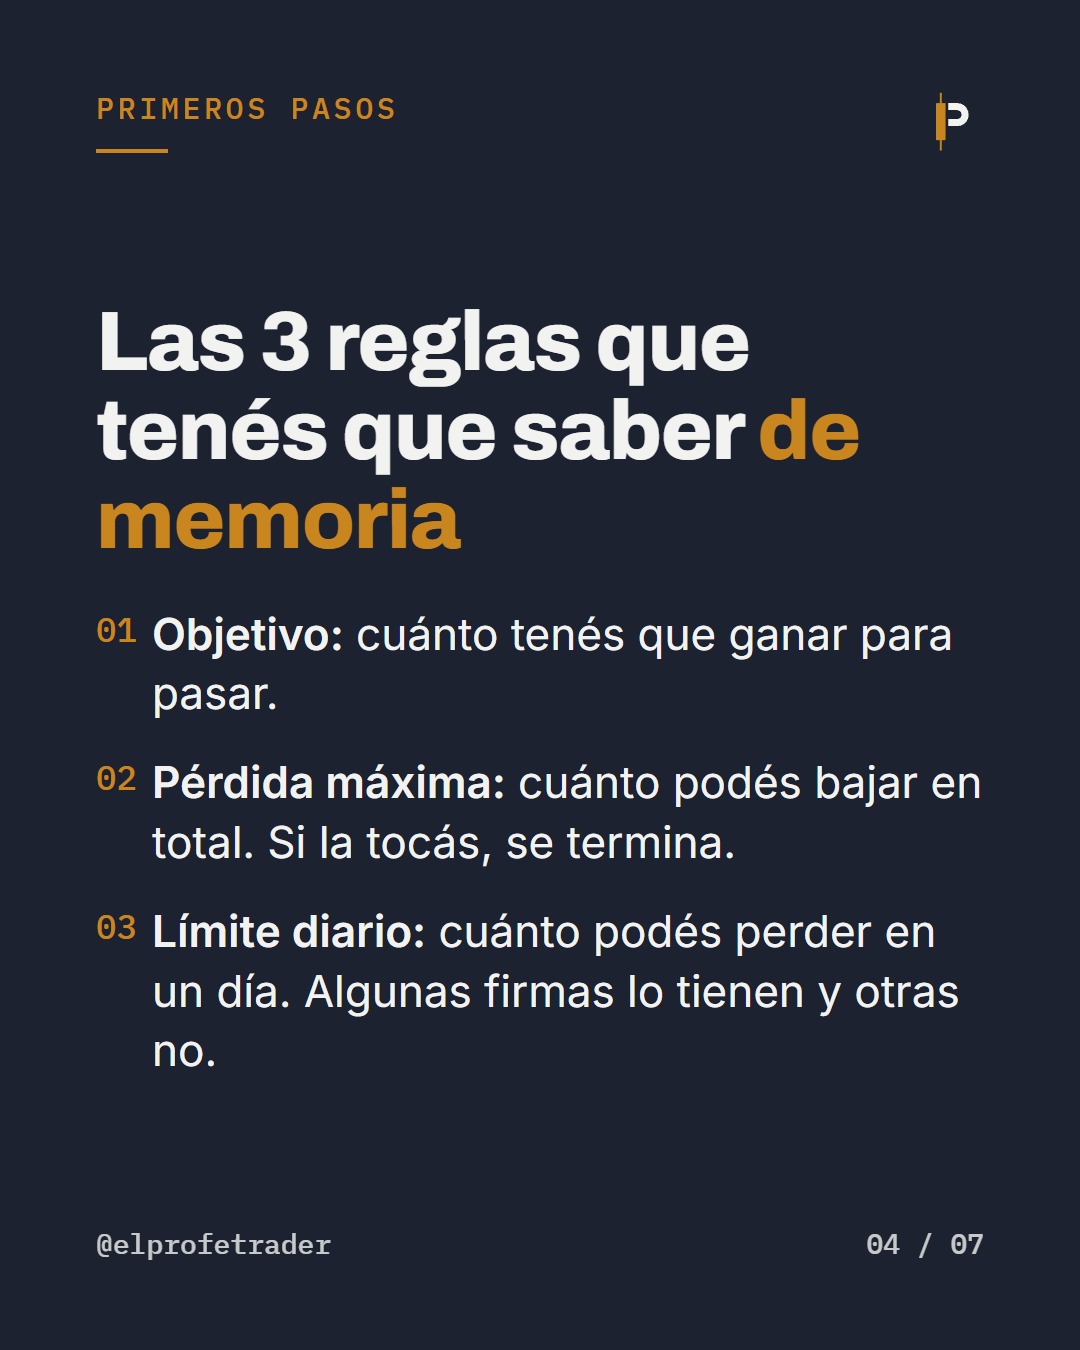 PRIMEROS PASOS
Las 3 reglas que
tenés que saber de
memoria
01 Objetivo: cuánto tenés que ganar para
pasar.
02 Pérdida máxima: cuánto podés bajar en
total. Si la tocás, se termina.
03 Límite diario: cuánto podés perder en
un día. Algunas firmas lo tienen y otras
no.
@elprofetrader
04 / 07